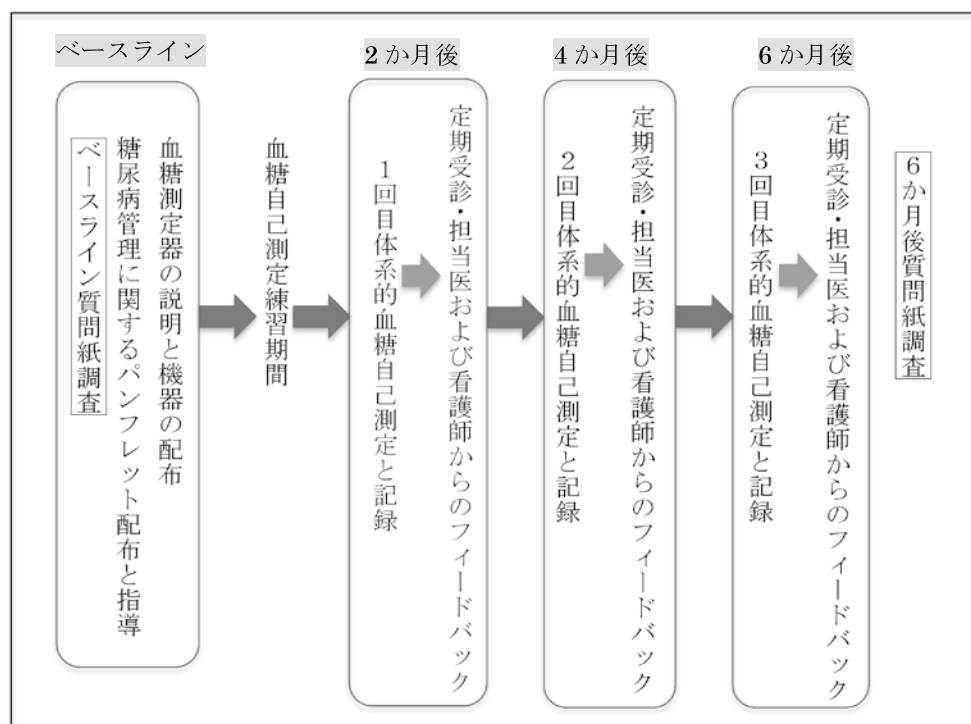 ベースライン
血糖測定器の説明と機器の配布
糖尿病管理に関するパンフレット配布と指導
ベースライン質問紙調査
血糖自己測定練習期間
2か月後
1回目体系的血糖自己測定と記録
定期受診・担当医および看護師からのフィードバック
4か月後
2回目体系的血糖自己測定と記録
定期受診・担当医および看護師からのフィードバック
6か月後
3回目体系的血糖自己測定と記録
定期受診・担当医および看護師からのフィードバック
6か月後質問紙調査